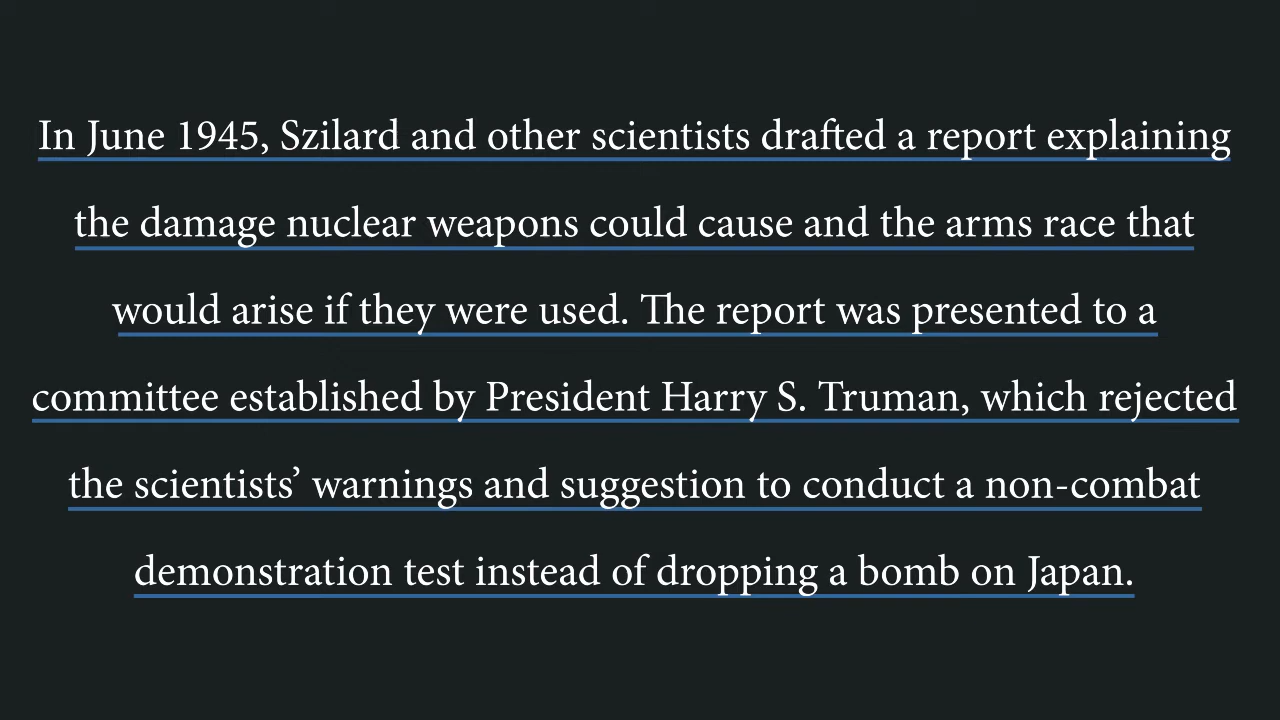 In June 1945, Szilard and other scientists drafted a report explaining
the damage nuclear weapons could cause and the arms race that
would arise if they were used. The report was presented to a
committee established by President Harry S. Truman, which rejected
the scientists’ warnings and suggestion to conduct a non-combat
demonstration test instead of dropping a bomb on Japan.